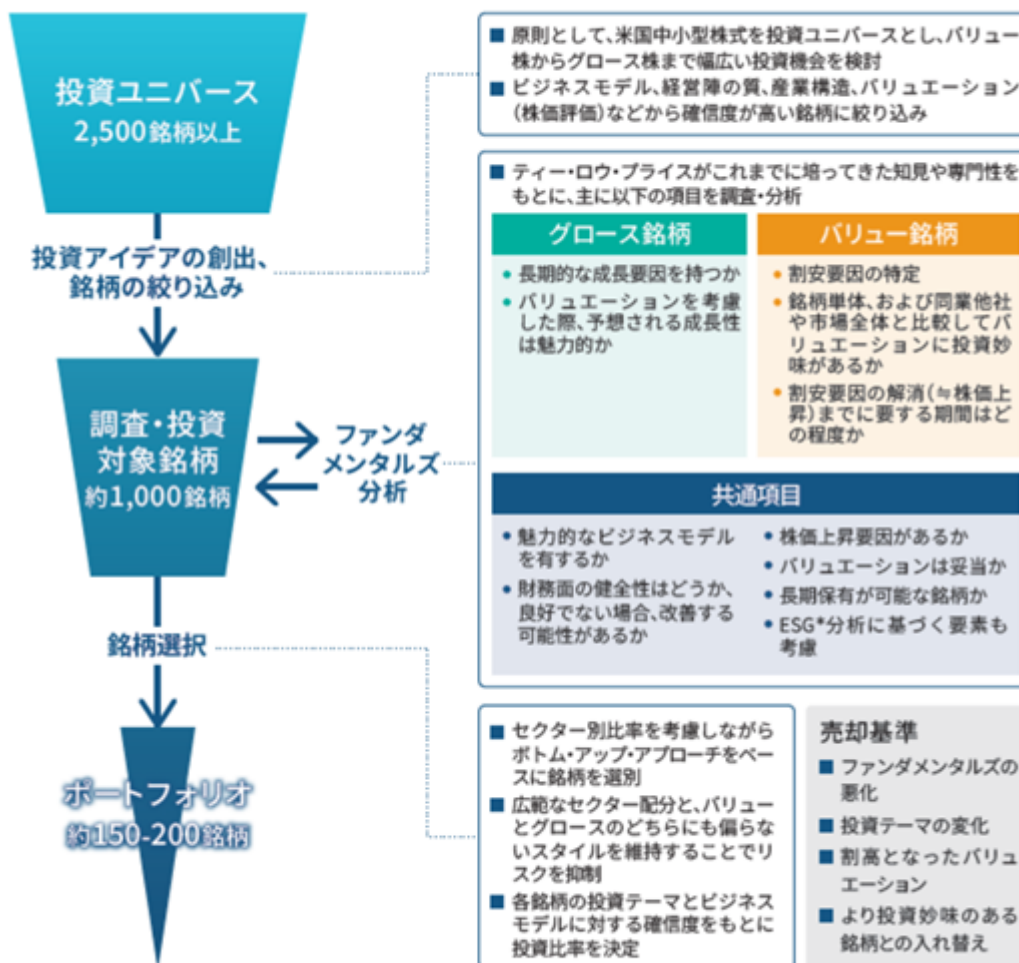 投資ユニバース
2,500銘柄以上
投資アイデアの創出、
銘柄の絞り込み
調査・投資
対象銘柄
約1,000銘柄
ファンダ
メンタルズ
分析
銘柄選択
ポートフォリオ
約150-200銘柄
■ 原則として、米国中小型株式を投資ユニバースとし、バリュー
株からグロース株まで幅広い投資機会を検討
■ ビジネスモデル、経営陣の質、産業構造、バリュエーション
（株価評価）などから確信度が高い銘柄に絞り込み
■ ティー・ロウ・プライスがこれまでに培ってきた知見や専門性を
もとに、主に以下の項目を調査・分析
グロース銘柄
• 長期的な成長要因を持つか
• バリュエーションを考慮
した際、予想される成長性
は魅力的か
バリュー銘柄
• 割安要因の特定
• 銘柄単体、および同業他社
や市場全体と比較してバ
リュエーションに投資妙
味があるか
• 割安要因の解消（≒株価上
昇）までに要する期間はど
の程度か
共通項目
• 魅力的なビジネスモデル
を有するか
• 財務面の健全性はどうか、
良好でない場合、改善する
可能性があるか
• 株価上昇要因があるか
• バリュエーションは妥当か
• 長期保有が可能な銘柄か
• ESG*分析に基づく要素も
考慮
■ セクター別比率を考慮しながら
ボトム・アップ・アプローチをベー
スに銘柄を選別
■ 広範なセクター配分と、バリュー
とグロースのどちらにも偏らな
いスタイルを維持することでリ
スクを抑制
■ 各銘柄の投資テーマとビジネス
モデルに対する確信度をもとに
投資比率を決定
売却基準
■ ファンダメンタルズの
悪化
■ 投資テーマの変化
■ 割高となったバリュ
エーション
■ より投資妙味のある
銘柄との入れ替え